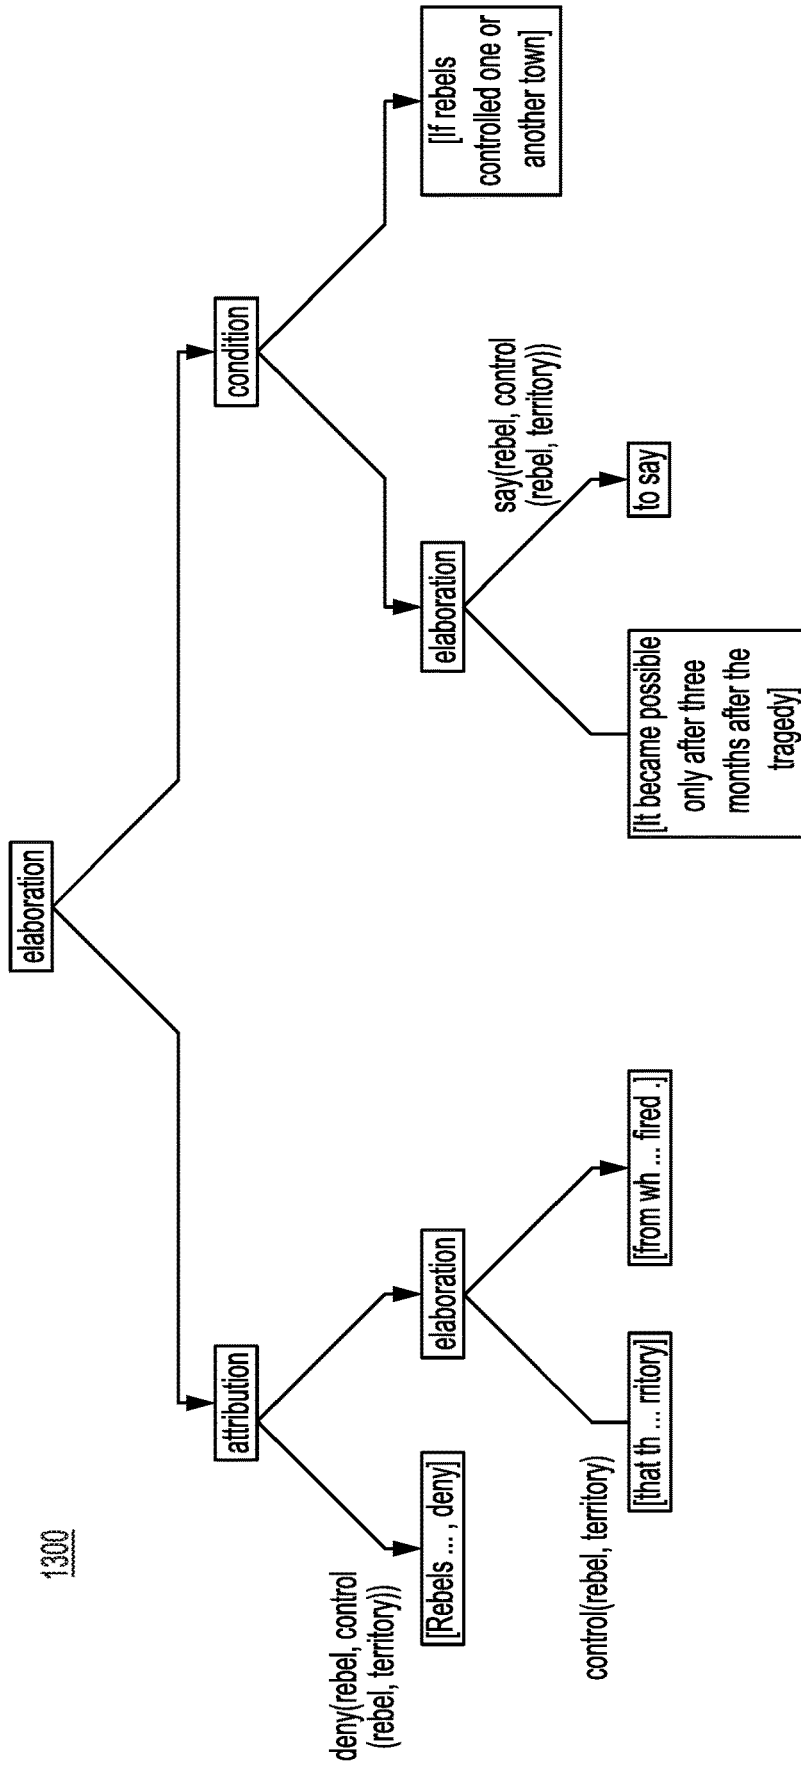 1300
elaboration
attribution
condition
deny(rebel, control
(rebel, territory))
[Rebels ... , deny]
elaboration
elaboration
say(rebel, control
(rebel, territory))
[If rebels
controlled one or
another town]
control(rebel, territory)
[that th ... rritory]
[from wh ... fired .]
[It became possible
only after three
months after the
tragedy]
to say